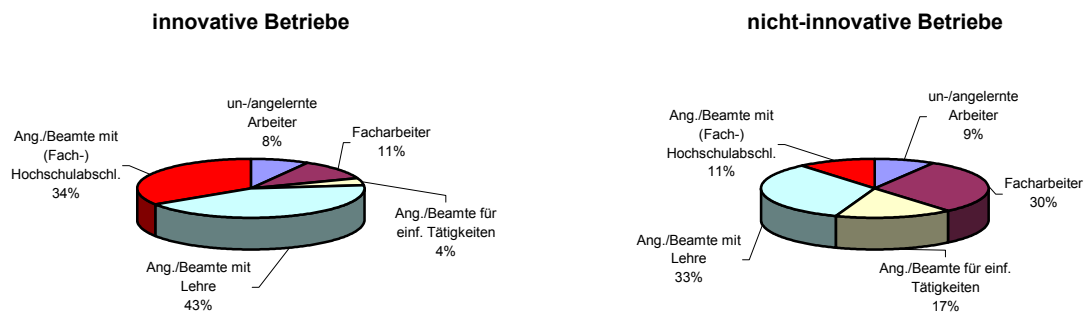 innovative Betriebe
un-/angelernte
Arbeiter
8%
Facharbeiter
11%
Ang./Beamte mit
(Fach-)
Hochschulabschl.
34%
Ang./Beamte für
einf. Tätigkeiten
4%
Ang./Beamte mit
Lehre
43%
nicht-innovative Betriebe
un-/angelernte
Arbeiter
9%
Ang./Beamte mit
(Fach-)
Hochschulabschl.
11%
Facharbeiter
30%
Ang./Beamte mit
Lehre
33%
Ang./Beamte für einf.
Tätigkeiten
17%